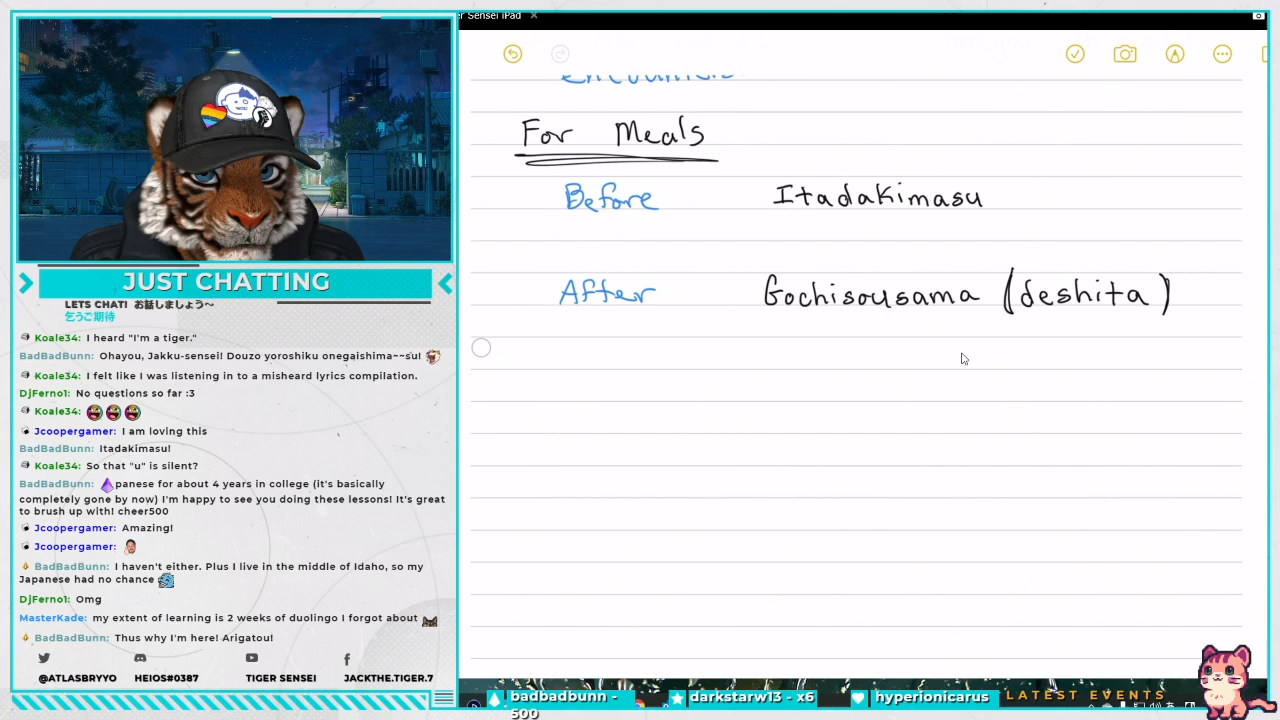 er Sensei iPad ×
encounters.
For Meals
Before Itadakimasu
After Gochisousama (deshita)
JUST CHATTING
LETS CHAT! お話しましょう〜
乞うご期待
Koale34: I heard "I'm a tiger."
BadBadBunn: Ohayou, Jakku-sensei! Douzo yoroshiku onegaishima~~su!
Koale34: I felt like I was listening in to a misheard lyrics compilation.
DjFerno1: No questions so far :3
Koale34:
Jcoopergamer: I am loving this
BadBadBunn: Itadakimasu!
Koale34: So that "u" is silent?
BadBadBunn: panese for about 4 years in college (it's basically
completely gone by now) I'm happy to see you doing these lessons! It's great
to brush up with! cheer500
Jcoopergamer: Amazing!
Jcoopergamer:
BadBadBunn: I haven't either. Plus I live in the middle of Idaho, so my
Japanese had no chance
DjFerno1: Omg
MasterKade: my extent of learning is 2 weeks of duolingo I forgot about
BadBadBunn: Thus why I'm here! Arigatou!
@ATLASBRYYO HEIOS#0387 TIGER SENSEI JACKTHE.TIGER.7
badbadbunn - 500
darkstarw13 - x6
hyperionicarus
LATEST EVENTS